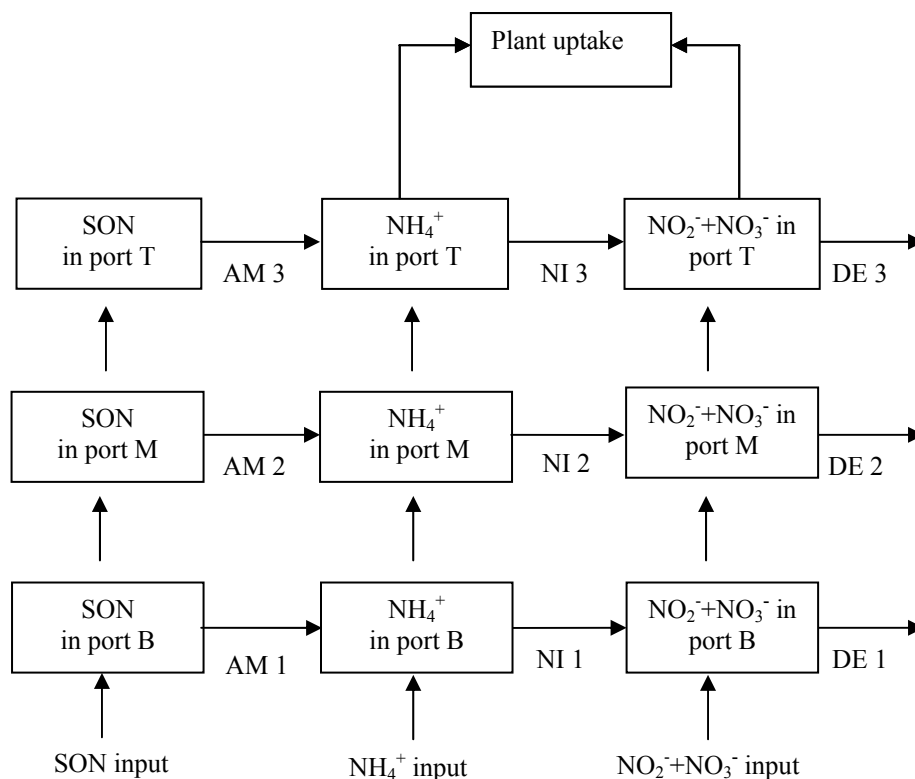 Plant uptake
SON
in port T
NH₄⁺
in port T
NO₂⁻+NO₃⁻ in
port T
AM 3
NI 3
DE 3
SON
in port M
NH₄⁺
in port M
NO₂⁻+NO₃⁻ in
port M
AM 2
NI 2
DE 2
SON
in port B
NH₄⁺
in port B
NO₂⁻+NO₃⁻ in
port B
AM 1
NI 1
DE 1
SON input
NH₄⁺ input
NO₂⁻+NO₃⁻ input